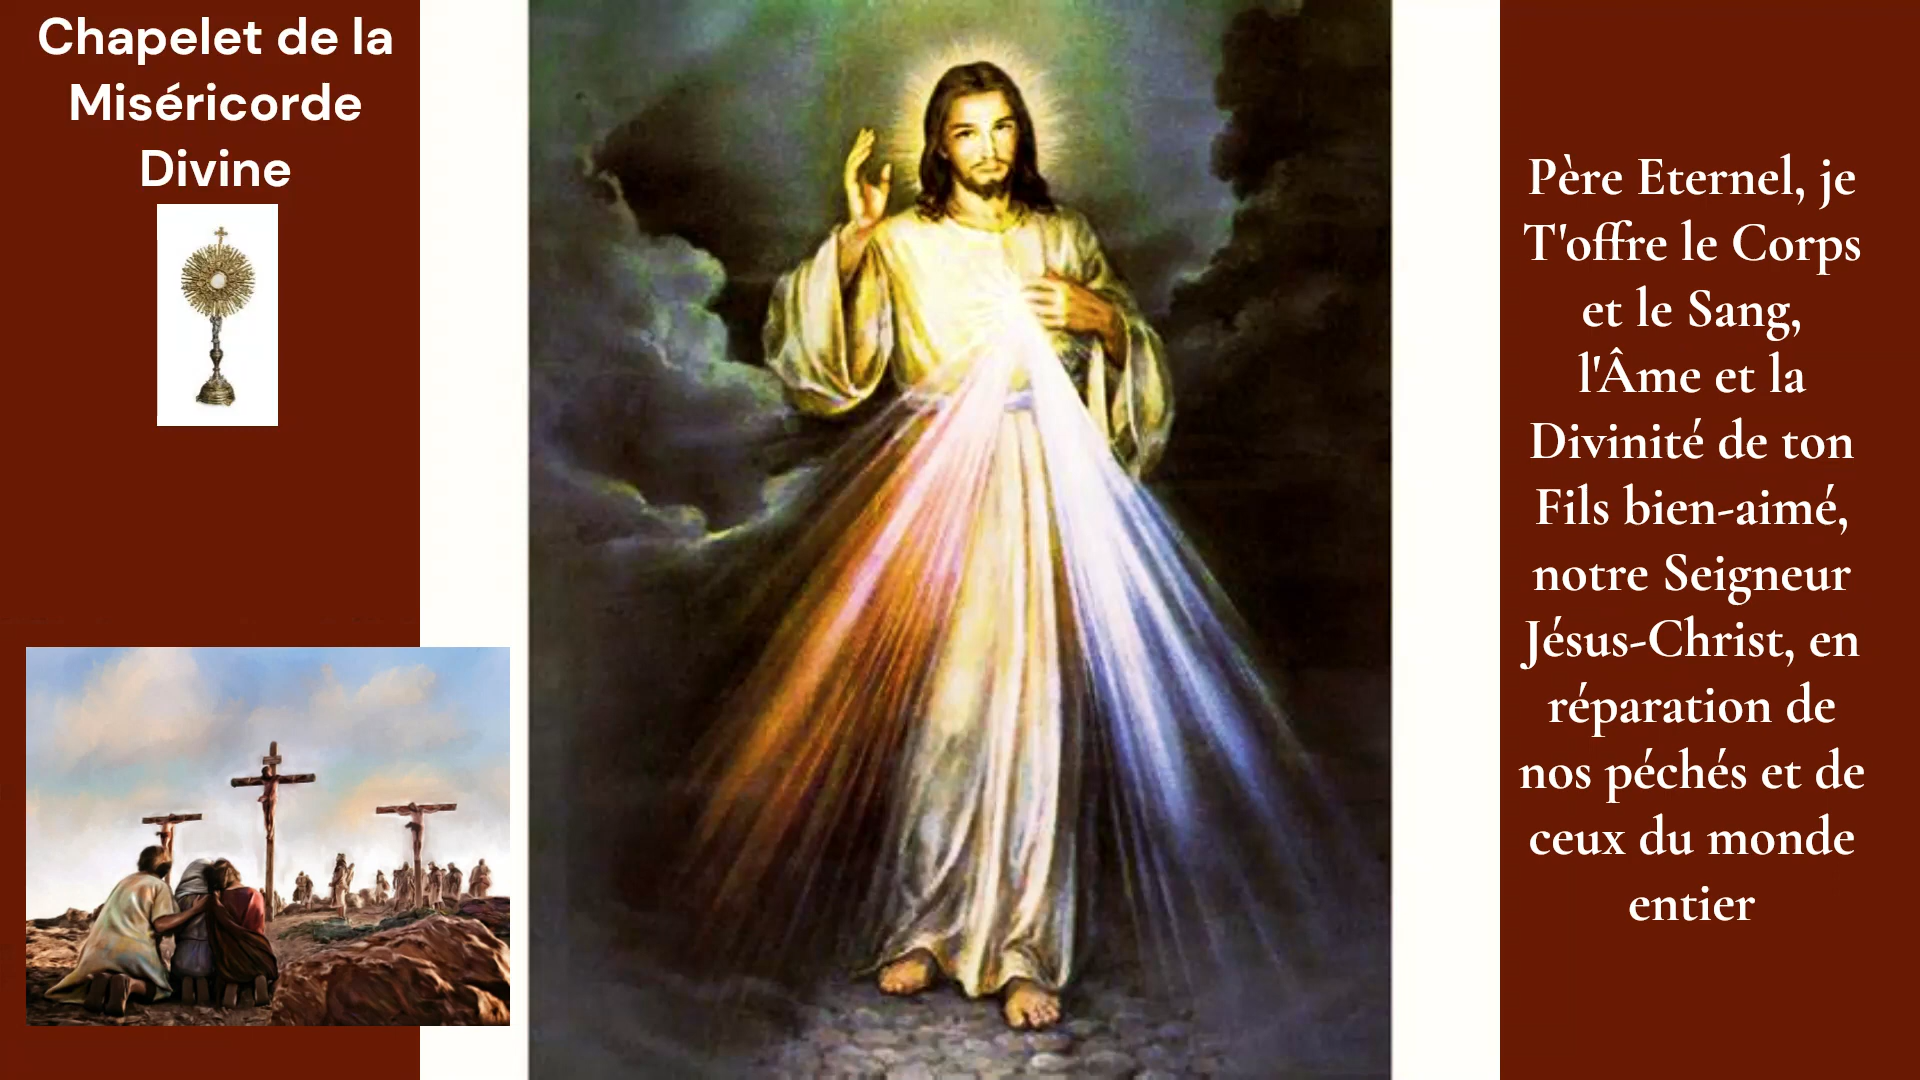 Chapelet de la
Miséricorde
Divine
Père Eternel, je
T'offre le Corps
et le Sang,
l'Âme et la
Divinité de ton
Fils bien-aimé,
notre Seigneur
Jésus-Christ, en
réparation de
nos péchés et de
ceux du monde
entier